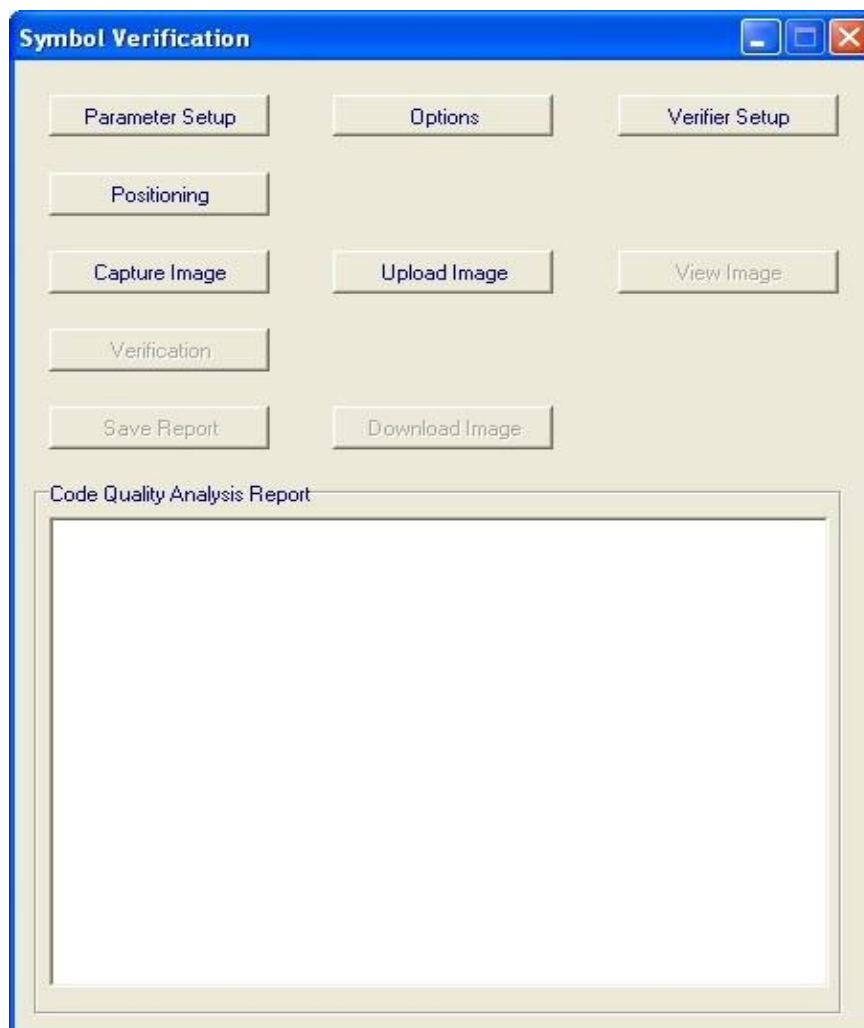 Symbol Verification
Parameter Setup Options Verifier Setup
Positioning
Capture Image Upload Image View Image
Verification
Save Report Download Image
Code Quality Analysis Report